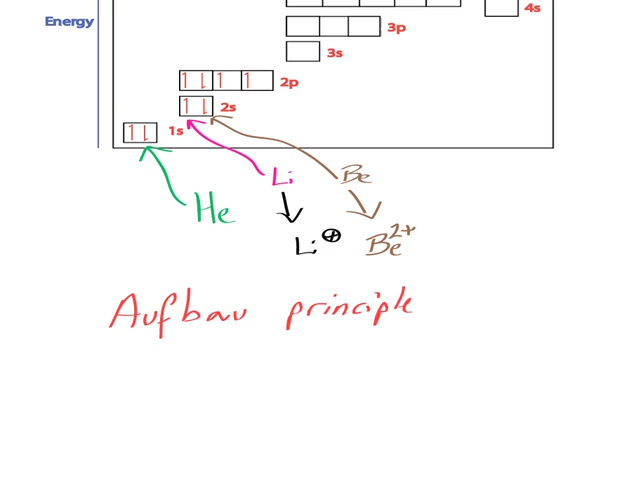 4s
Energy
3p
3s
2p
2s
1s
Li Be
He
Li⊕ Be²⁺
Aufbau principle